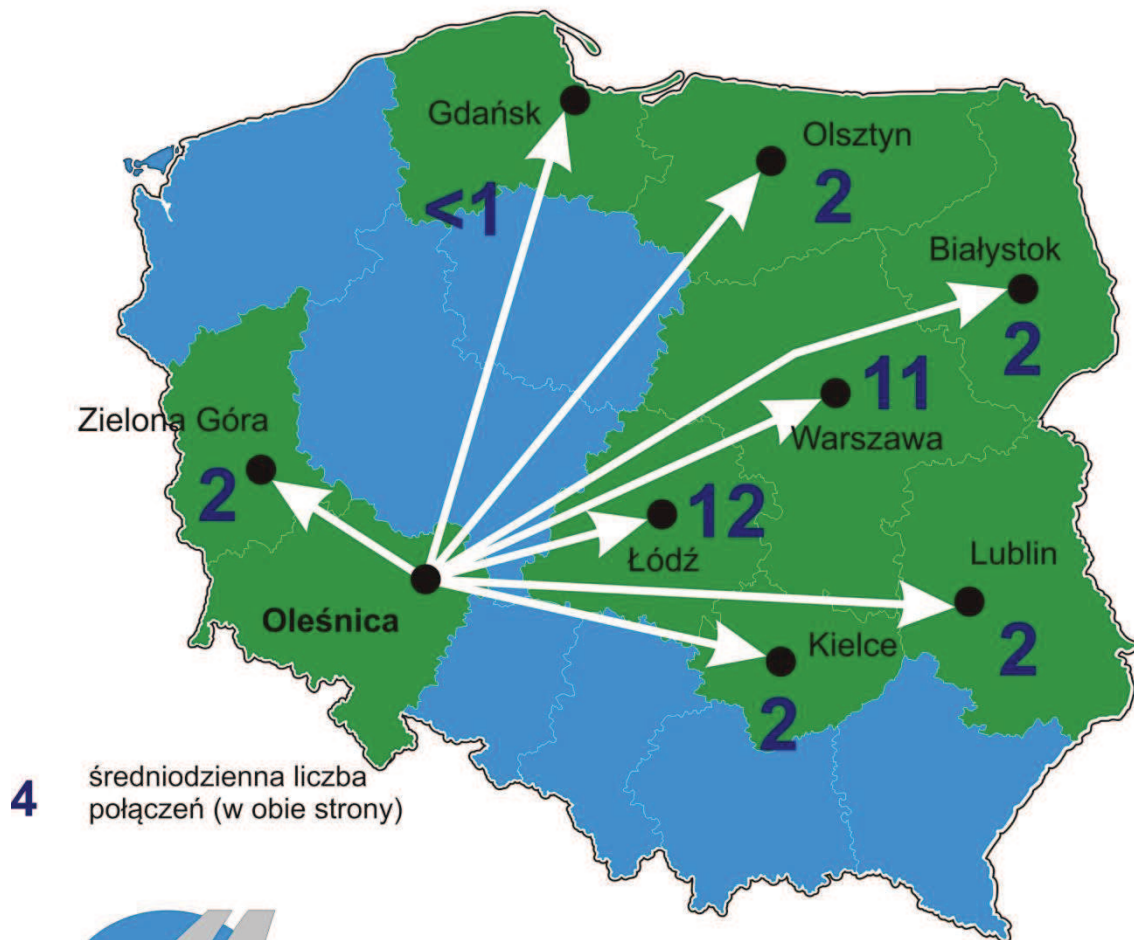 Gdańsk
<1
Olsztyn
2
Białystok
2
11
Warszawa
Zielona Góra
2
12
Łódź
Lublin
2
Oleśnica
Kielce
2
4
średniodzienna liczba
połączeń (w obie strony)